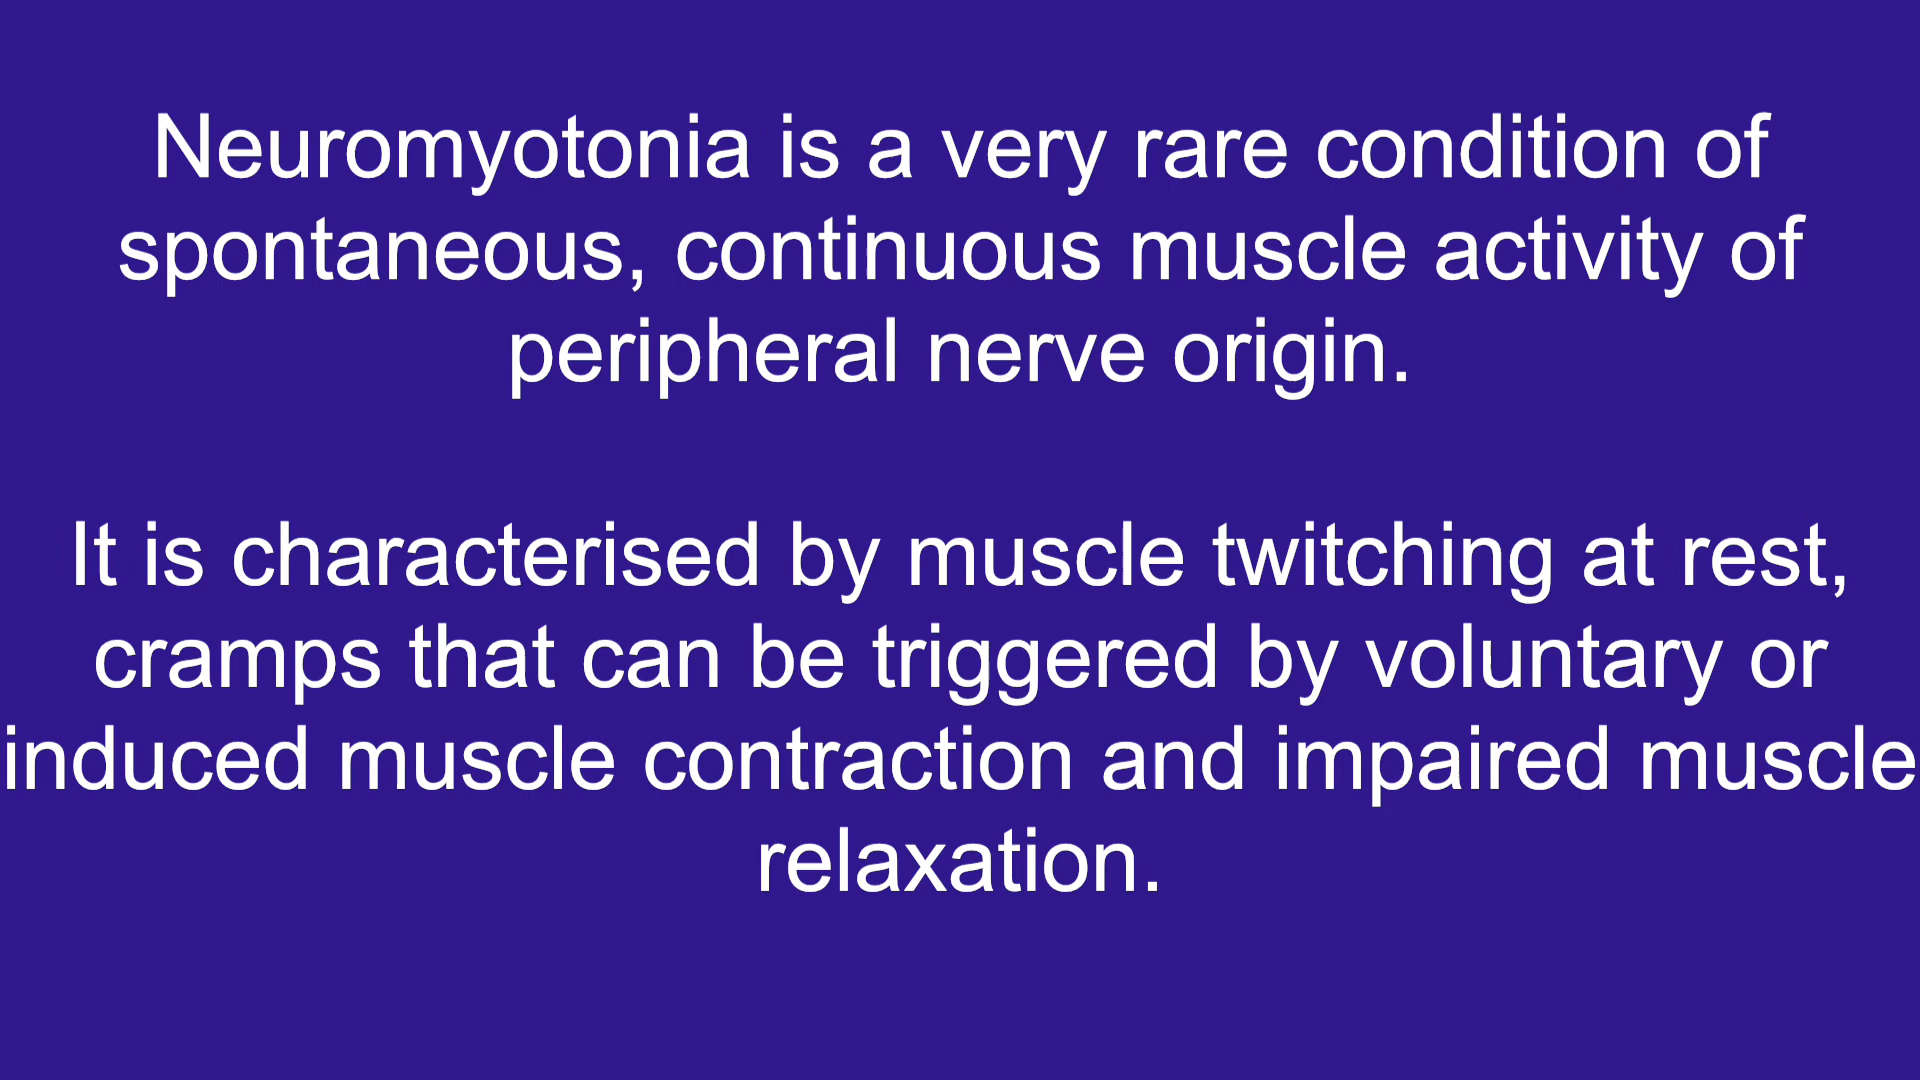 Neuromyotonia is a very rare condition of
spontaneous, continuous muscle activity of
peripheral nerve origin.
It is characterised by muscle twitching at rest,
cramps that can be triggered by voluntary or
induced muscle contraction and impaired muscle
relaxation.